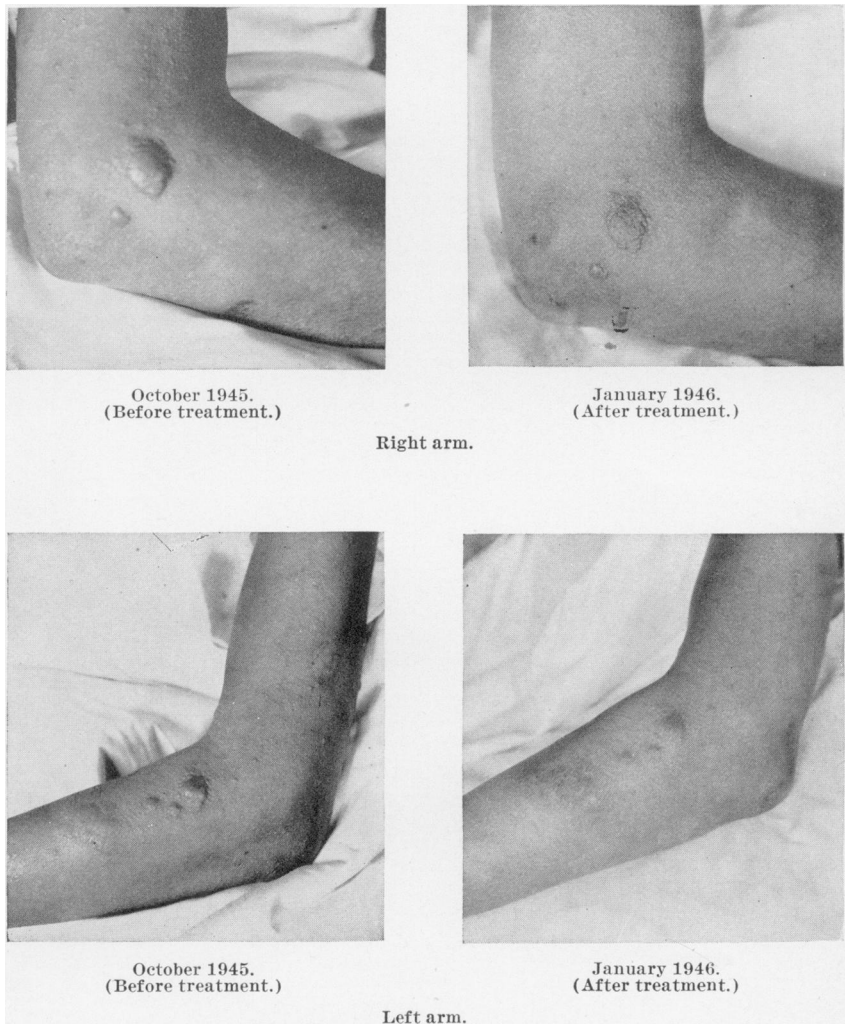 October 1945.
(Before treatment.)
January 1946.
(After treatment.)
Right arm.
October 1945.
(Before treatment.)
January 1946.
(After treatment.)
Left arm.